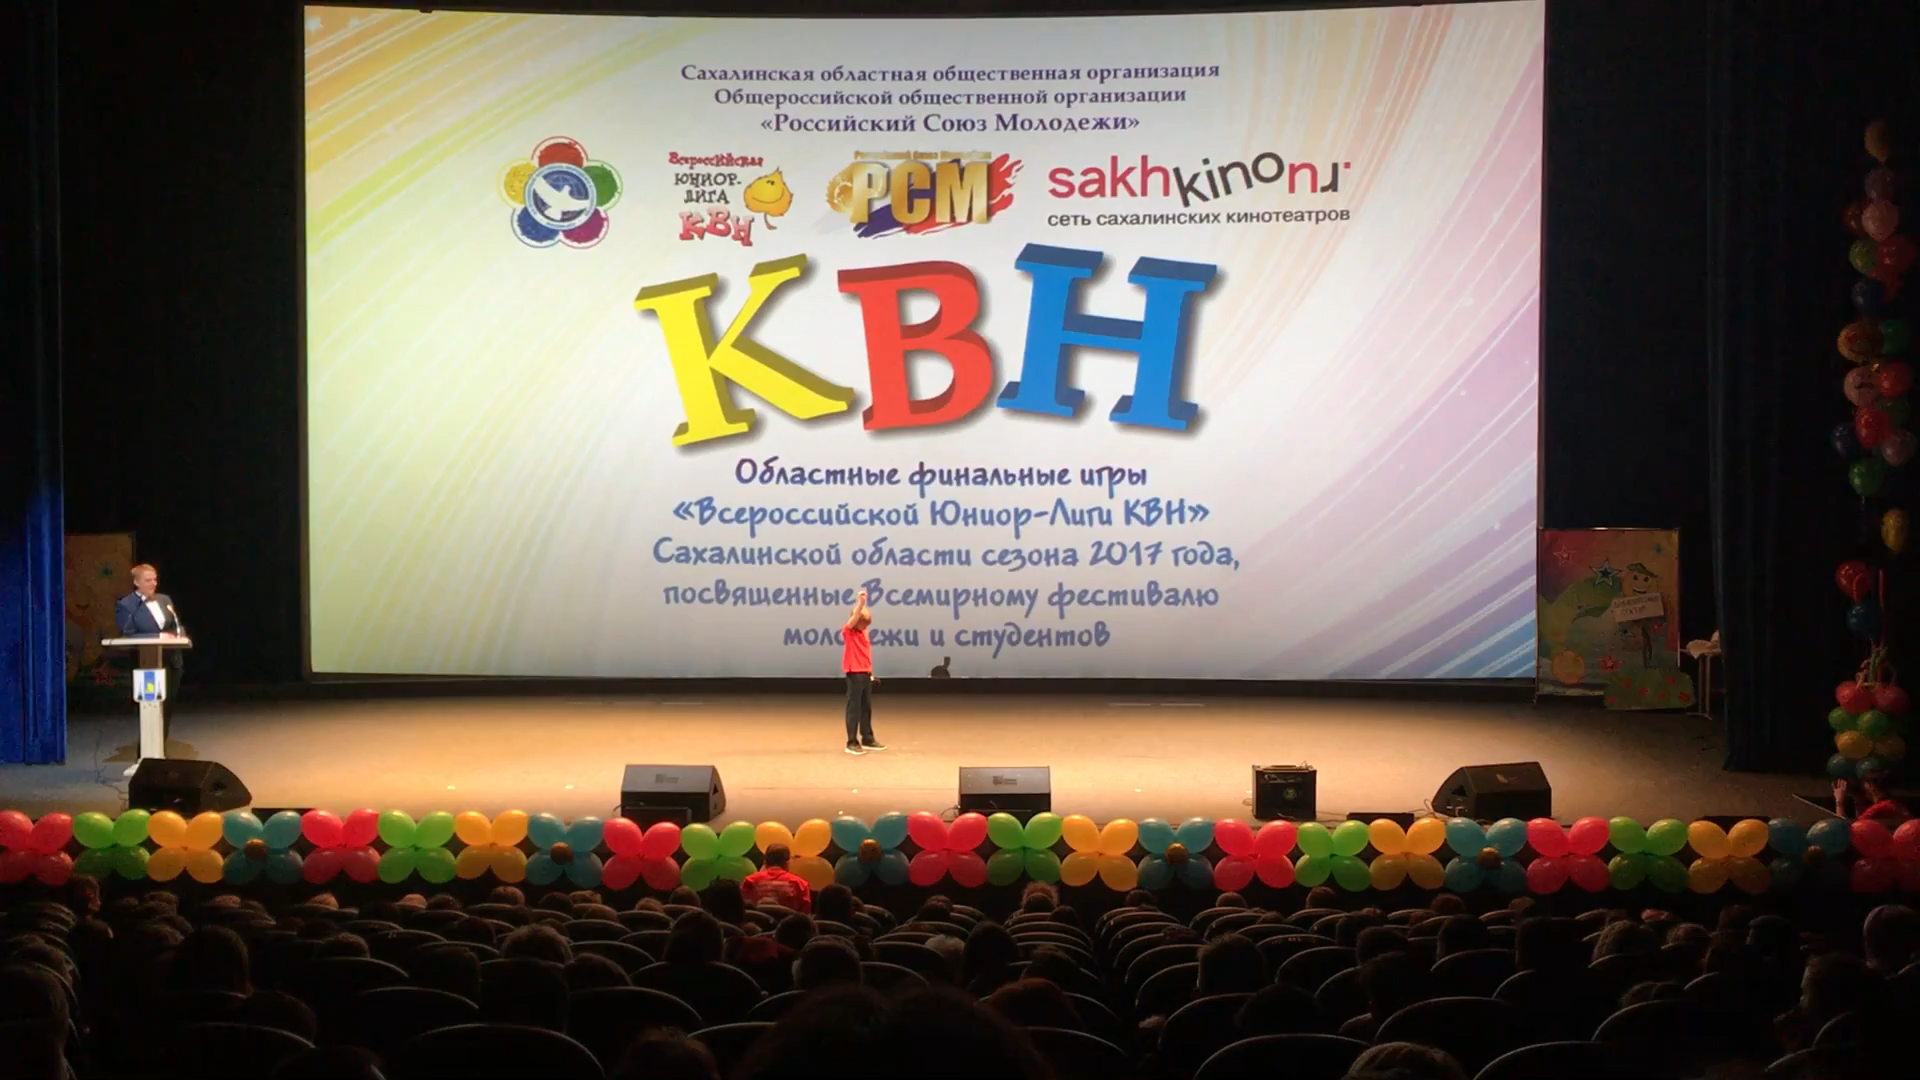 Сахалинская областная общественная организация
Общероссийской общественной организации
«Российский Союз Молодежи»
Всероссийская
ЮНИОР-
ЛИГА
КВН
РСМ
sakhkino.ru
сеть сахалинских кинотеатров
КВН
Областные финальные игры
«Всероссийской Юниор-Лиги КВН»
Сахалинской области сезона 2017 года,
посвященные Всемирному фестивалю
молодежи и студентов